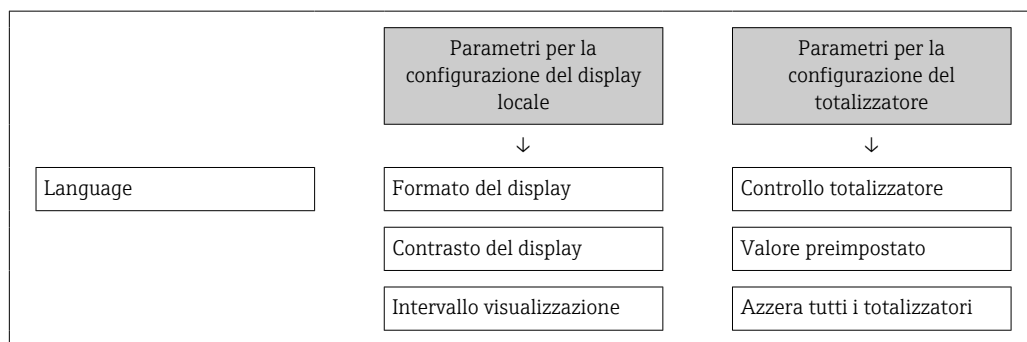 Parametri per la
configurazione del display
locale
Parametri per la
configurazione del
totalizzatore
↓
↓
Language
Formato del display
Controllo totalizzatore
Contrasto del display
Valore preimpostato
Intervallo visualizzazione
Azzera tutti i totalizzatori